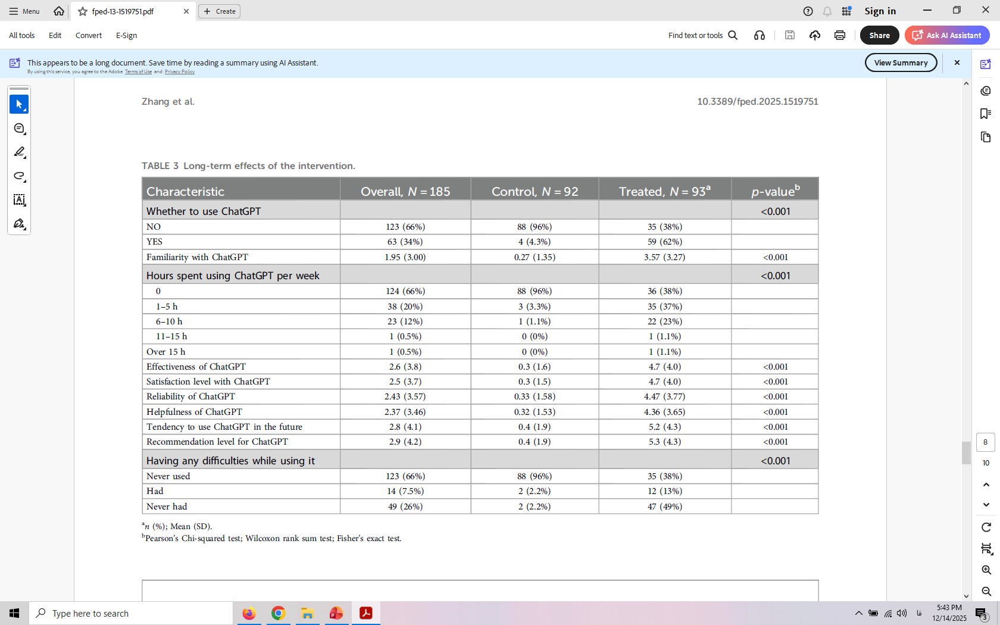 Menu
fped-13-1519751.pdf
Create
Sign in
All tools
Edit
Convert
E-Sign
Find text or tools
Share
Ask AI Assistant
This appears to be a long document. Save time by reading a summary using AI Assistant.
By using this service, you agree to the Adobe Terms of Use and Privacy Policy
View Summary
Zhang et al.
10.3389/fped.2025.1519751
TABLE 3 Long-term effects of the intervention.
Characteristic Overall, N = 185 Control, N = 92 Treated, N = 93a p-valueb
Whether to use ChatGPT <0.001
NO 123 (66%) 88 (96%) 35 (38%)
YES 63 (34%) 4 (4.3%) 59 (62%)
Familiarity with ChatGPT 1.95 (3.00) 0.27 (1.35) 3.57 (3.27) <0.001
Hours spent using ChatGPT per week <0.001
0 124 (66%) 88 (96%) 36 (38%)
1–5 h 38 (20%) 3 (3.3%) 35 (37%)
6–10 h 23 (12%) 1 (1.1%) 22 (23%)
11–15 h 1 (0.5%) 0 (0%) 1 (1.1%)
Over 15 h 1 (0.5%) 0 (0%) 1 (1.1%)
Effectiveness of ChatGPT 2.6 (3.8) 0.3 (1.6) 4.7 (4.0) <0.001
Satisfaction level with ChatGPT 2.5 (3.7) 0.3 (1.5) 4.7 (4.0) <0.001
Reliability of ChatGPT 2.43 (3.57) 0.33 (1.58) 4.47 (3.77) <0.001
Helpfulness of ChatGPT 2.37 (3.46) 0.32 (1.53) 4.36 (3.65) <0.001
Tendency to use ChatGPT in the future 2.8 (4.1) 0.4 (1.9) 5.2 (4.3) <0.001
Recommendation level for ChatGPT 2.9 (4.2) 0.4 (1.9) 5.3 (4.3) <0.001
Having any difficulties while using it <0.001
Never used 123 (66%) 88 (96%) 35 (38%)
Had 14 (7.5%) 2 (2.2%) 12 (13%)
Never had 49 (26%) 2 (2.2%) 47 (49%)
an (%); Mean (SD).
bPearson's Chi-squared test; Wilcoxon rank sum test; Fisher's exact test.
8
10
Type here to search
فا
5:43 PM
12/14/2025
3